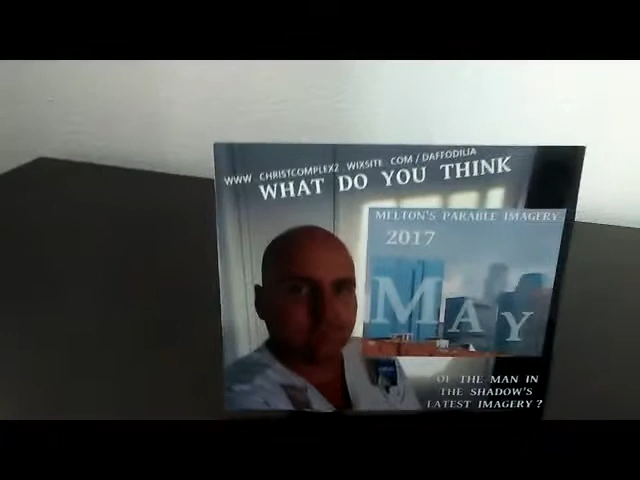 WWW CHRISTCOMPLEX2 WIXSITE COM / DAFFODILIA
WHAT DO YOU THINK
MELTON'S PARABLE IMAGERY
2017
MAY
OF THE MAN IN
THE SHADOW'S
LATEST IMAGERY ?